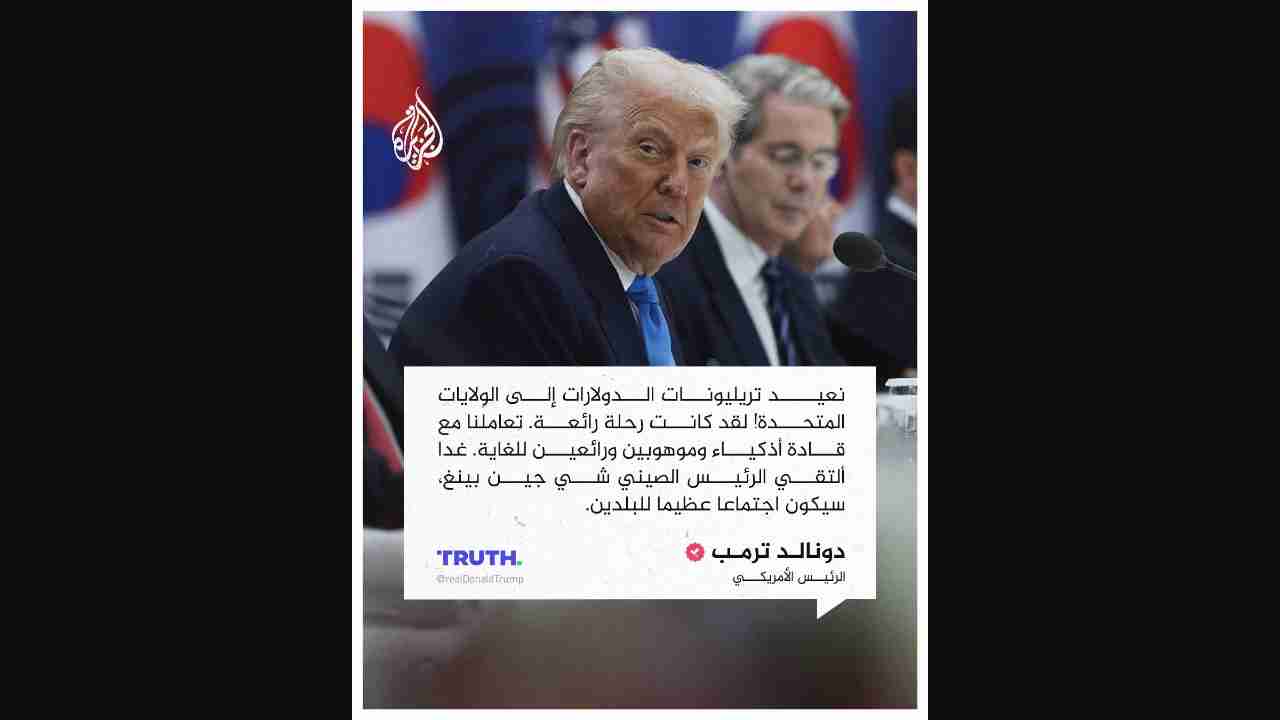 الجزيرة
نعيد تريليونات الدولارات إلى الولايات
المتحدة! لقد كانت رحلة رائعة. تعاملنا مع
قادة أذكياء وموهوبين ورائعين للغاية. غدا
ألتقي الرئيس الصيني شي جين بينغ،
سيكون اجتماعا عظيما للبلدين.
دونالد ترمب
الرئيس الأمريكي
TRUTH.
@realDonaldTrump